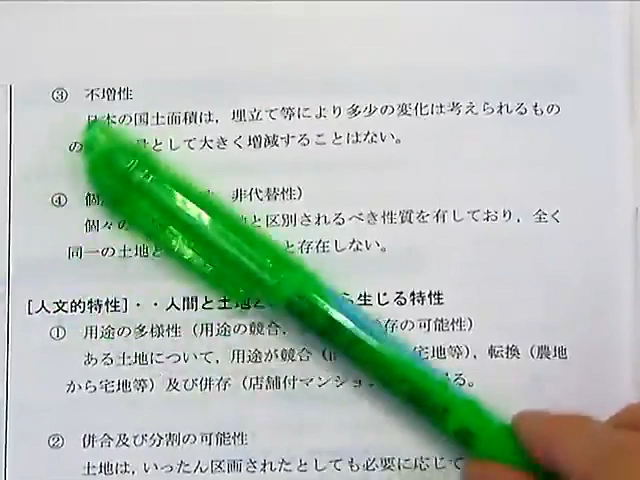 ③ 不増性
日本の国土面積は，埋立て等により多少の変化は考えられるもの
の として大きく増減することはない。
④ 個 非代替性）
個々の と区別されるべき性質を有しており，全く
同一の土地 と存在しない。
［人文的特性］・・人間と土地 から生じる特性
① 用途の多様性（用途の競合， 併存の可能性）
ある土地について，用途が競合（ 宅地等），転換（農地
から宅地等）及び併存（店舗付マンショ る。
② 併合及び分割の可能性
土地は，いったん区画されたとしても必要に応じて